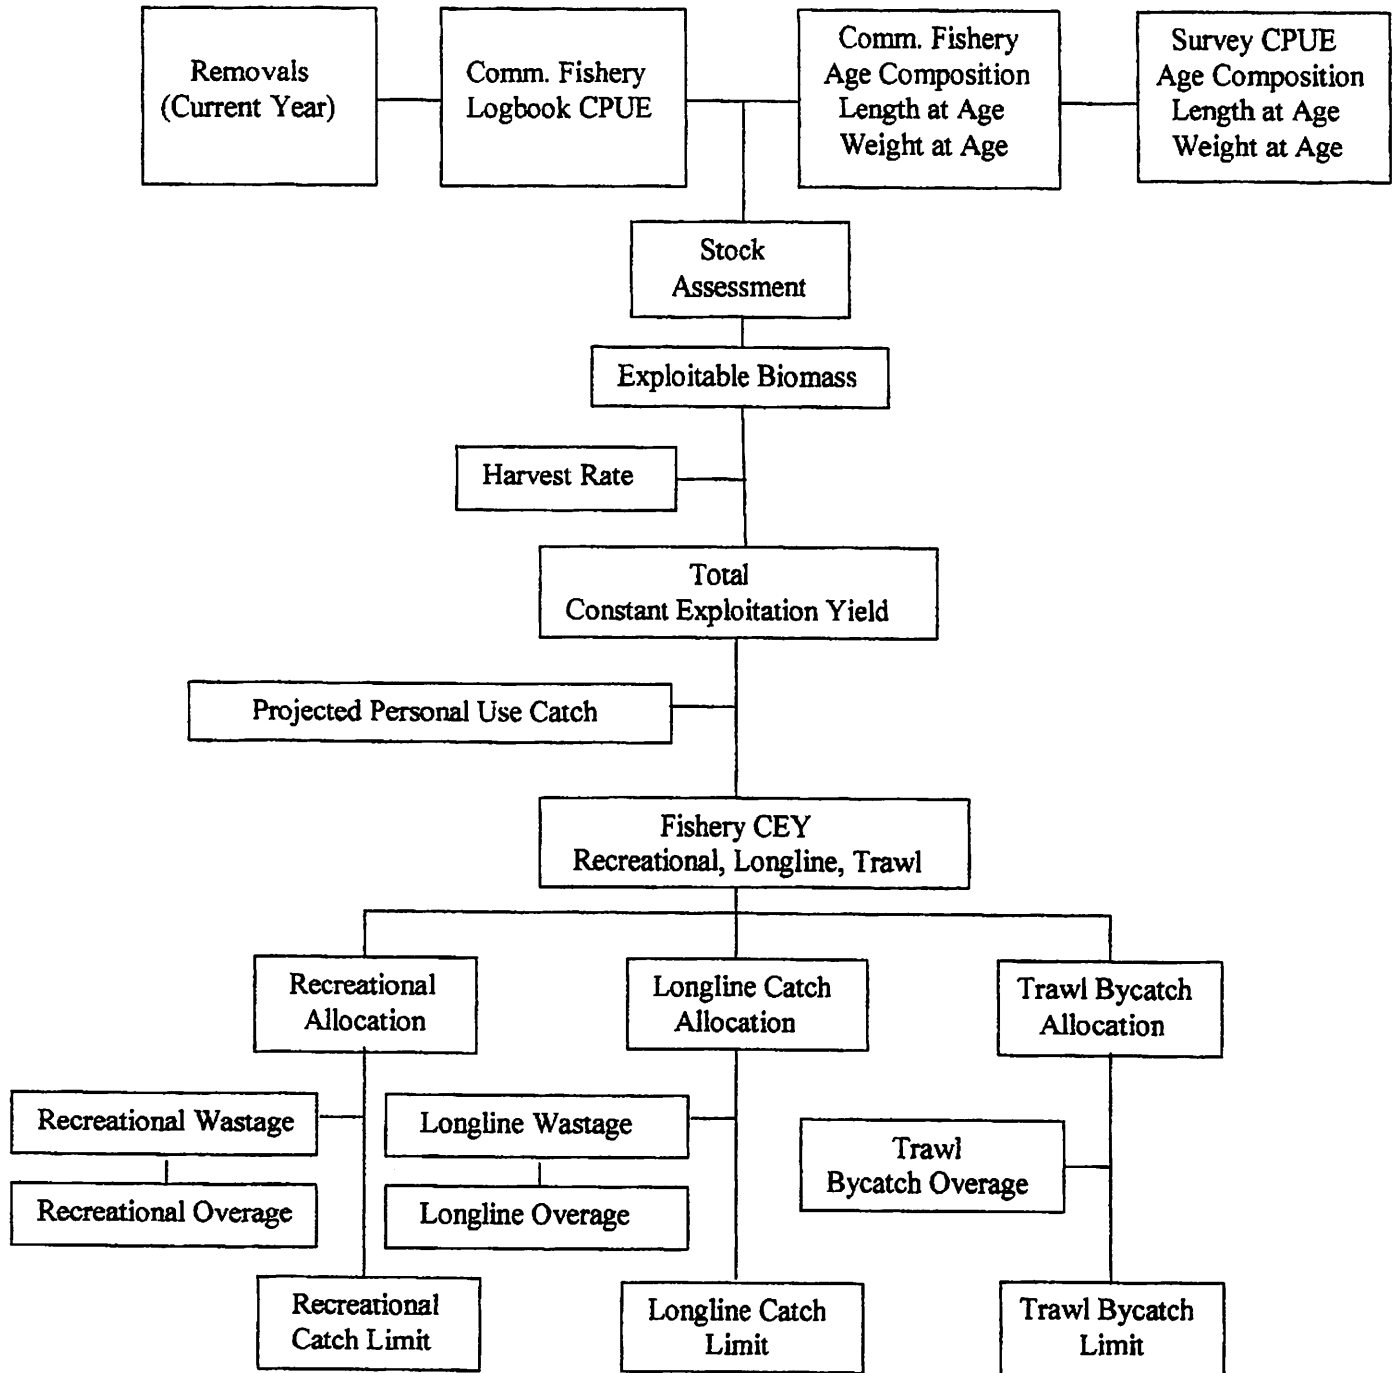 Removals
(Current Year)
Comm. Fishery
Logbook CPUE
Comm. Fishery
Age Composition
Length at Age
Weight at Age
Survey CPUE
Age Composition
Length at Age
Weight at Age
Stock
Assessment
Exploitable Biomass
Harvest Rate
Total
Constant Exploitation Yield
Projected Personal Use Catch
Fishery CEY
Recreational, Longline, Trawl
Recreational
Allocation
Longline Catch
Allocation
Trawl Bycatch
Allocation
Recreational Wastage
Longline Wastage
Trawl
Bycatch Overage
Recreational Overage
Longline Overage
Recreational
Catch Limit
Longline Catch
Limit
Trawl Bycatch
Limit